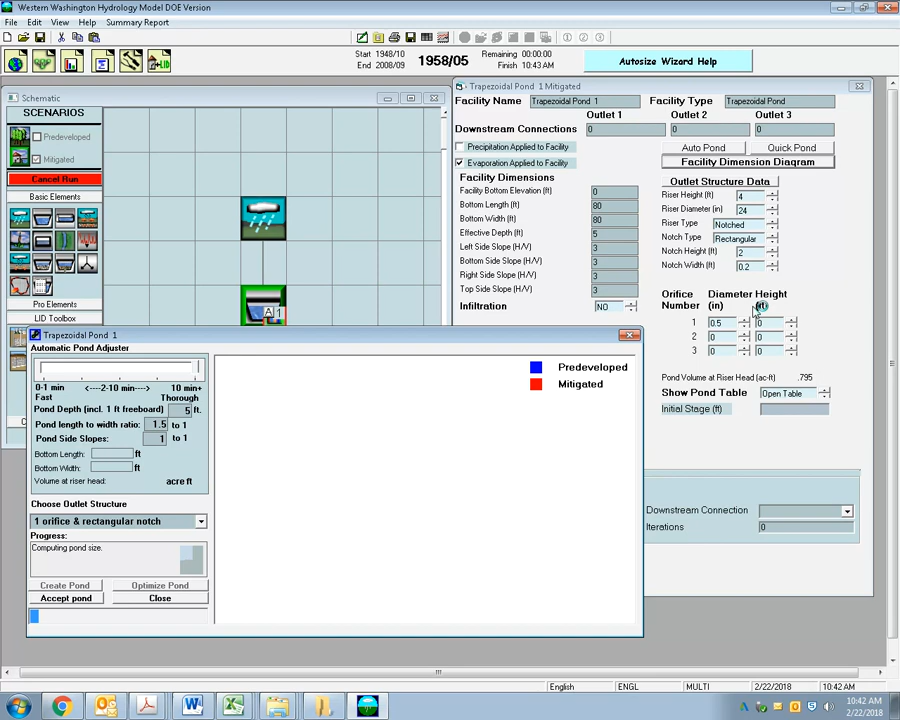 Western Washington Hydrology Model DOE Version
File Edit View Help Summary Report
Start 1948/10
End 2008/09
1958/05
Remaining 00:00:00
Finish 10:43 AM
Autosize Wizard Help
Schematic
SCENARIOS
Predeveloped
Mitigated
Cancel Run
Basic Elements
Pro Elements
LID Toolbox
A 1
Trapezoidal Pond 1 Mitigated
Facility Name Trapezoidal Pond 1 Facility Type Trapezoidal Pond
Outlet 1 Outlet 2 Outlet 3
Downstream Connections 0 0 0
Precipitation Applied to Facility
Auto Pond Quick Pond
Evaporation Applied to Facility
Facility Dimension Diagram
Facility Dimensions
Facility Bottom Elevation (ft) 0
Bottom Length (ft) 80
Bottom Width (ft) 80
Effective Depth (ft) 5
Left Side Slope (H/V) 3
Bottom Side Slope (H/V) 3
Right Side Slope (H/V) 3
Top Side Slope (H/V) 3
Infiltration NO
Outlet Structure Data
Riser Height (ft) 4
Riser Diameter (in) 24
Riser Type Notched
Notch Type Rectangular
Notch Height (ft) 2
Notch Width (ft) 0.2
Orifice Diameter Height
Number (in) (ft)
1 0.5 0
2 0 0
3 0 0
Pond Volume at Riser Head (ac-ft) .795
Show Pond Table Open Table
Initial Stage (ft)
Downstream Connection
Iterations 0
Trapezoidal Pond 1
Automatic Pond Adjuster
0-1 min <----2-10 min----> 10 min+
Fast Thorough
Pond Depth (incl. 1 ft freeboard) 5 ft.
Pond length to width ratio: 1.5 to 1
Pond Side Slopes: 1 to 1
Bottom Length: ft
Bottom Width: ft
Volume at riser head: acre ft
Choose Outlet Structure
1 orifice & rectangular notch
Progress:
Computing pond size.
Create Pond Optimize Pond
Accept pond Close
Predeveloped
Mitigated
English ENGL MULTI 2/22/2018 10:42 AM
10:42 AM
2/22/2018